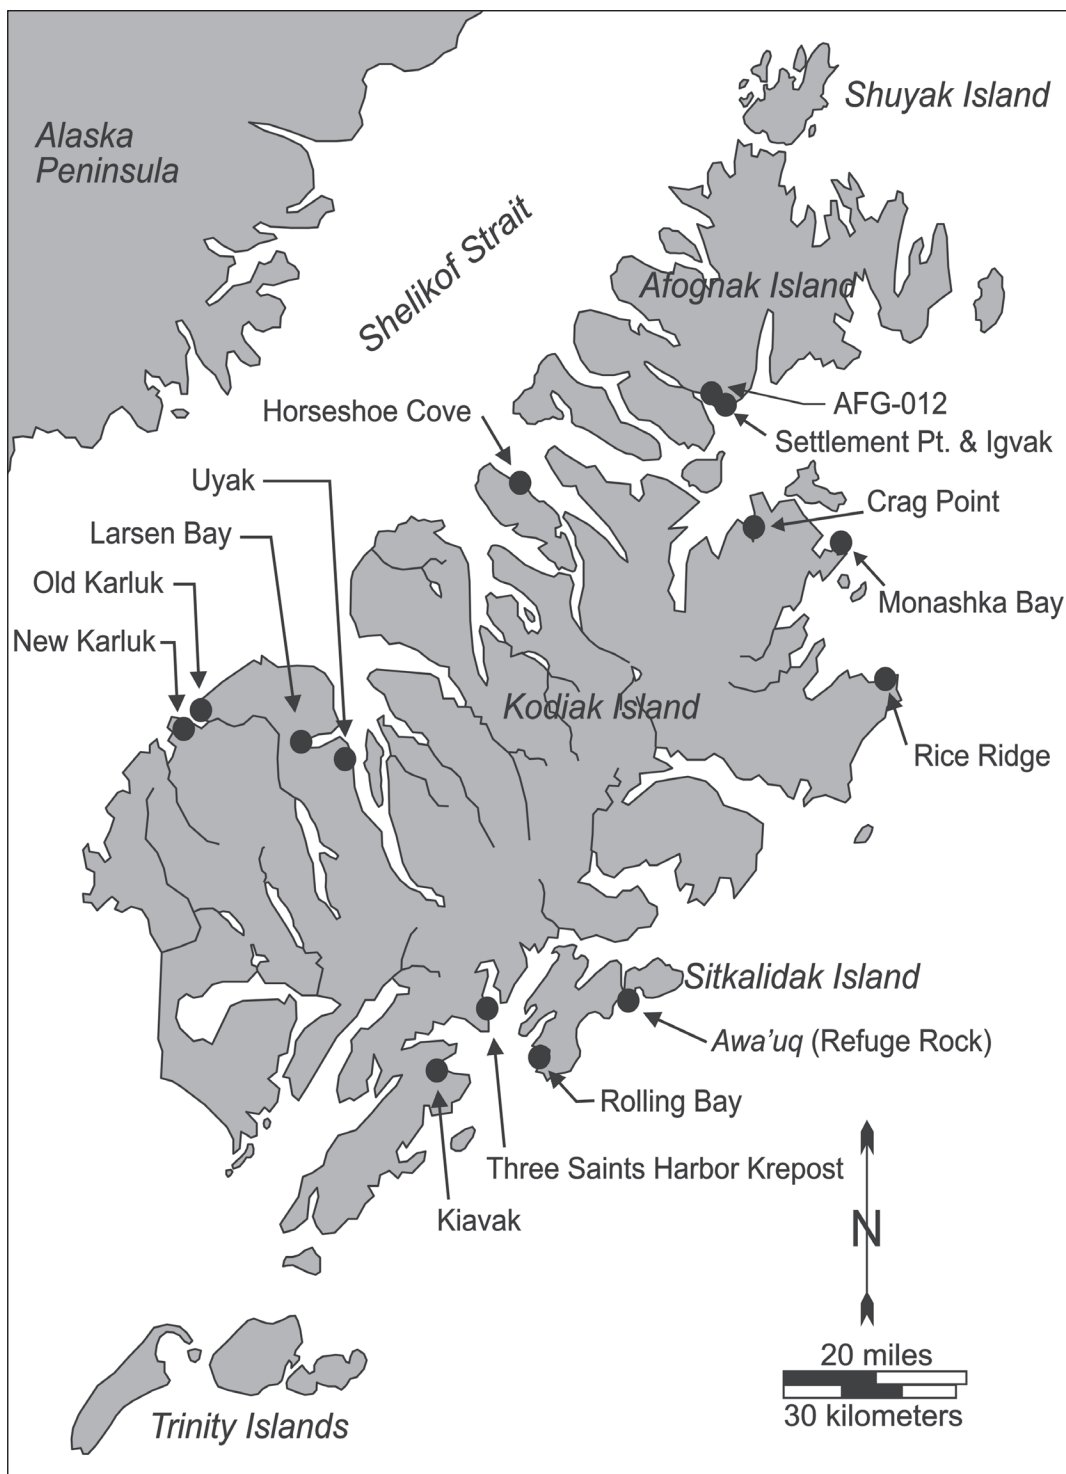 Shuyak Island
Alaska
Peninsula
Shelikof Strait
Afognak Island
AFG-012
Horseshoe Cove
Settlement Pt. & Igvak
Uyak
Crag Point
Larsen Bay
Old Karluk
Monashka Bay
New Karluk
Kodiak Island
Rice Ridge
Sitkalidak Island
Awa'uq (Refuge Rock)
Rolling Bay
Three Saints Harbor Krepost
Kiavak
N
20 miles
30 kilometers
Trinity Islands